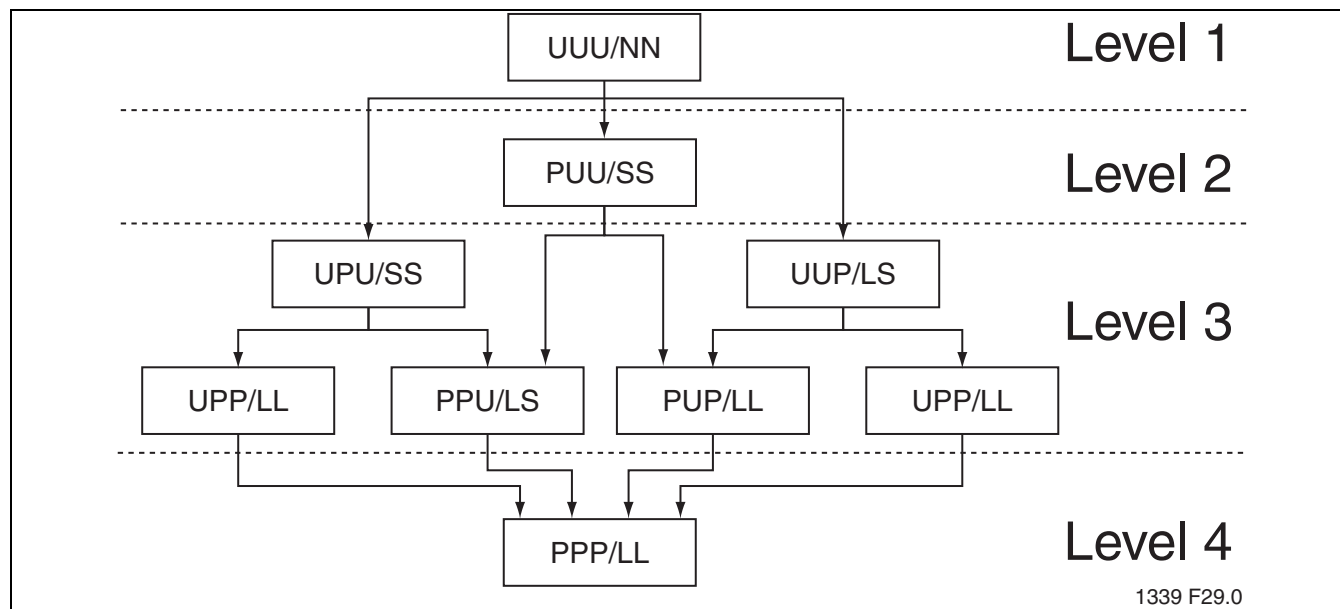 UUU/NN
Level 1
PUU/SS
Level 2
UPU/SS
UUP/LS
Level 3
UPP/LL
PPU/LS
PUP/LL
UPP/LL
PPP/LL
Level 4
1339 F29.0